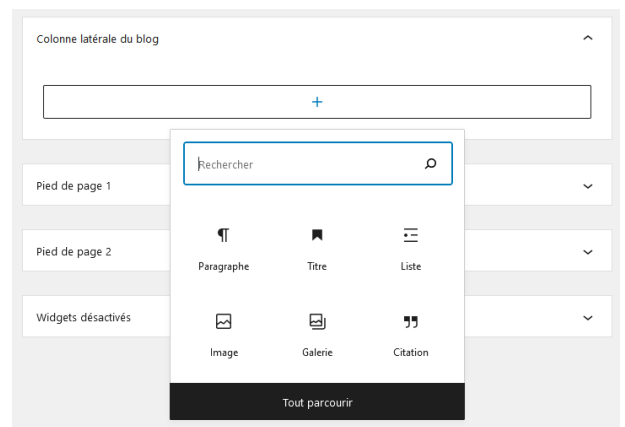 Colonne latérale du blog
Rechercher
Pied de page 1
Paragraphe Titre Liste
Pied de page 2
Widgets désactivés
Image Galerie Citation
Tout parcourir